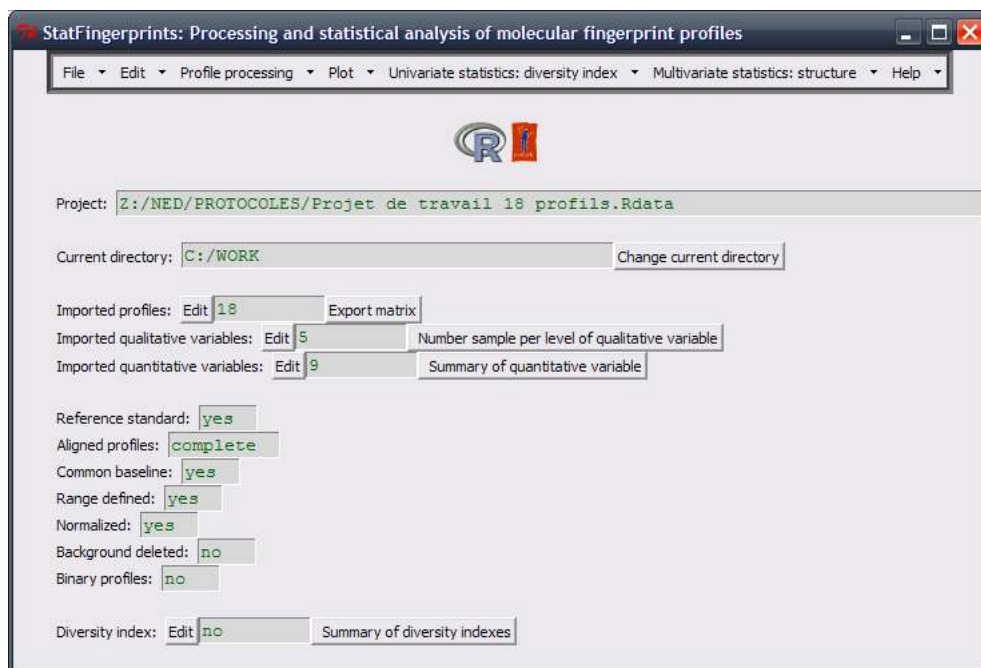 StatFingerprints: Processing and statistical analysis of molecular fingerprint profiles
File Edit Profile processing Plot Univariate statistics: diversity index Multivariate statistics: structure Help
R
Project: Z:/NED/PROTOCOLES/Projet de travail 18 profils.Rdata
Current directory: C:/WORK Change current directory
Imported profiles: Edit 18 Export matrix
Imported qualitative variables: Edit 5 Number sample per level of qualitative variable
Imported quantitative variables: Edit 9 Summary of quantitative variable
Reference standard: yes
Aligned profiles: complete
Common baseline: yes
Range defined: yes
Normalized: yes
Background deleted: no
Binary profiles: no
Diversity index: Edit no Summary of diversity indexes